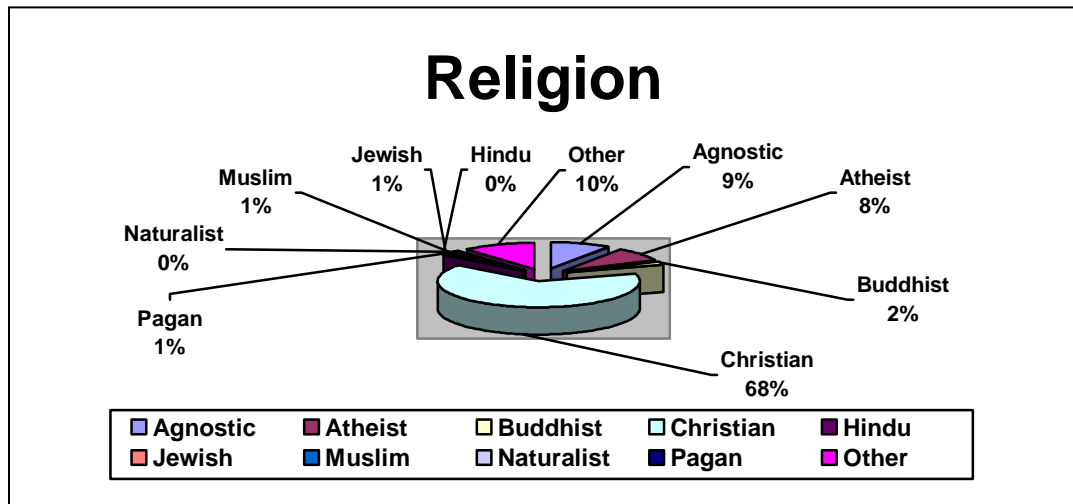 Religion
Jewish
1%
Hindu
0%
Other
10%
Agnostic
9%
Muslim
1%
Atheist
8%
Naturalist
0%
Buddhist
2%
Pagan
1%
Christian
68%
Agnostic Atheist Buddhist Christian Hindu
Jewish Muslim Naturalist Pagan Other